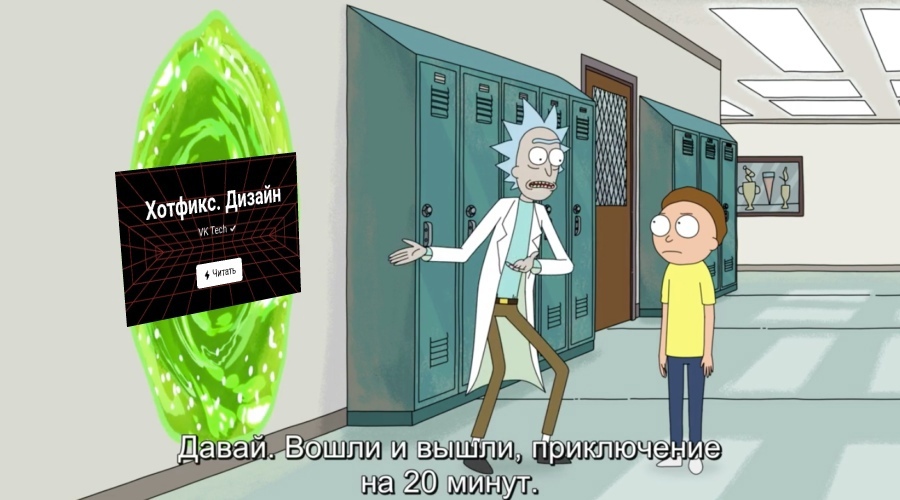 Хотфикс. Дизайн
VK Tech ✓
Читать
Давай. Вошли и вышли, приключение
на 20 минут.